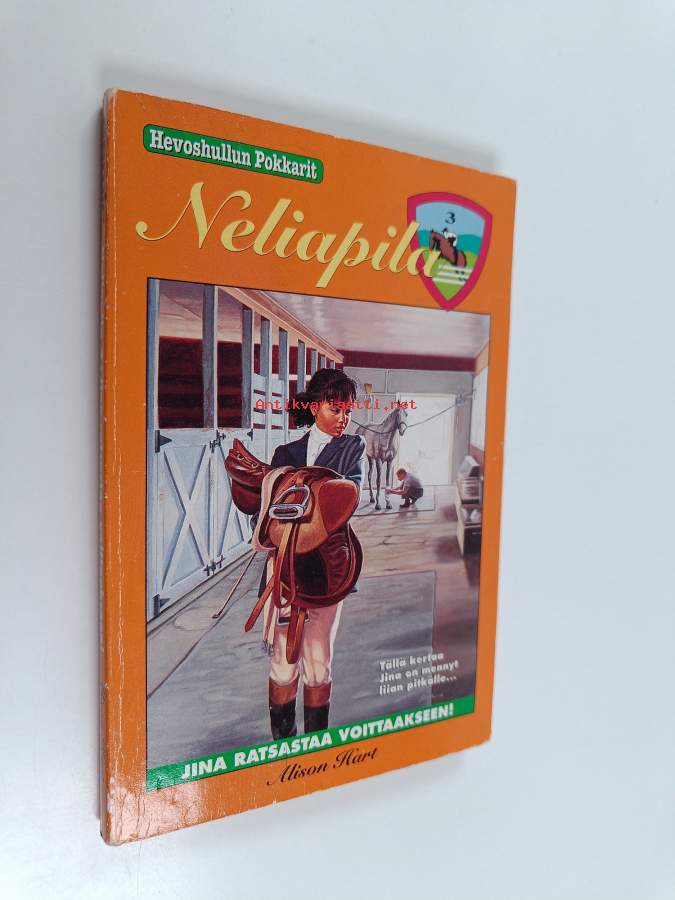 Hevoshullun Pokkarit
Neliapila
3
Antikvariaatti.net
Tällä kertaa
Jina on mennyt
liian pitkälle...
JINA RATSASTAA VOITTAAKSEEN!
Alison Hart